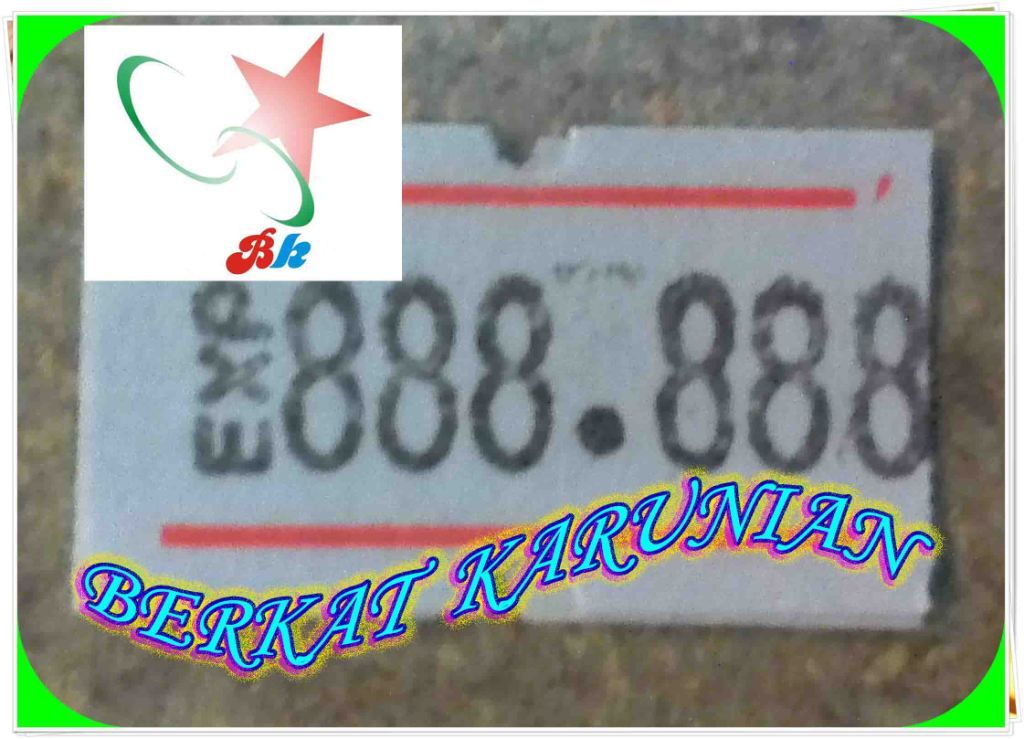 Bk
EXP
888.888
BERKAT KARUNIAN